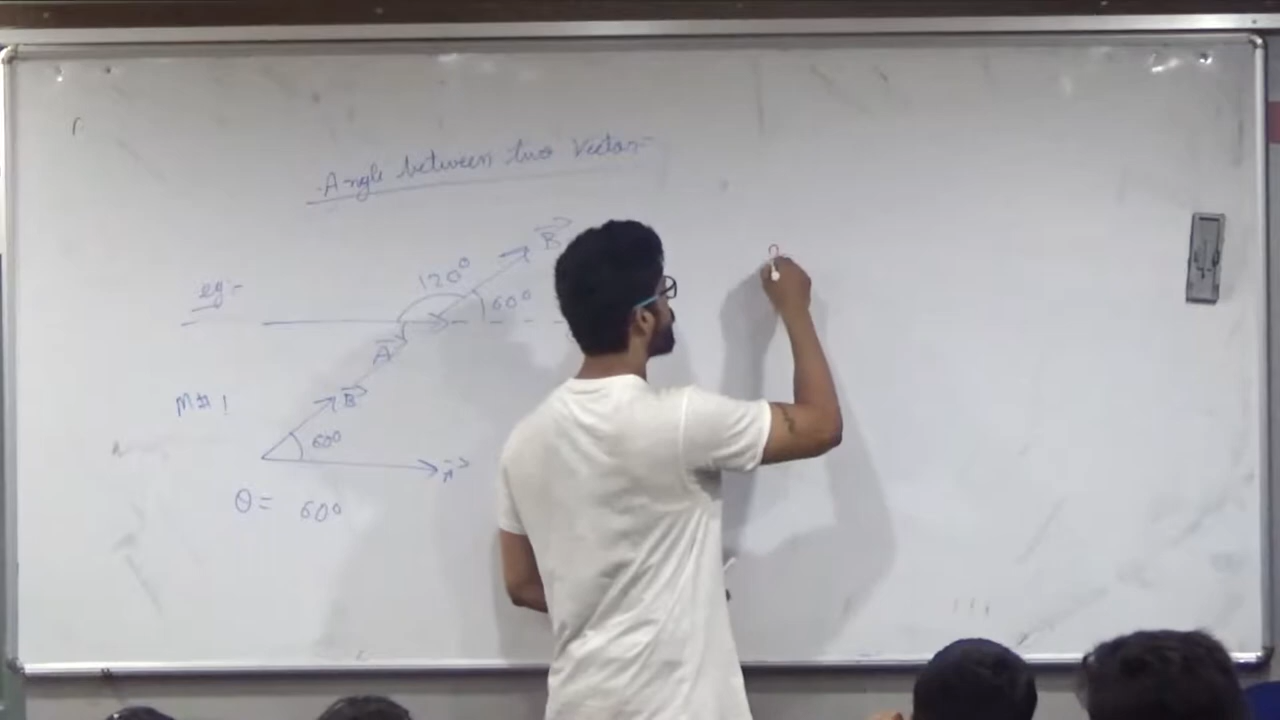 Angle between two Vector
eg:-
120°
B
60°
A
M#1
B
60°
A
θ = 60°